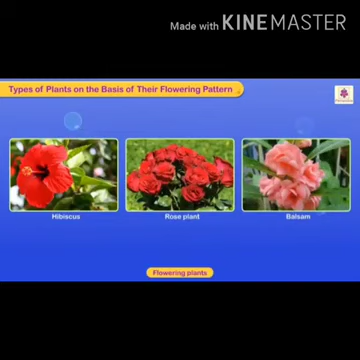 Made with KINEMASTER
Types of Plants on the Basis of Their Flowering Pattern
Hibiscus
Rose plant
Balsam
Flowering plants